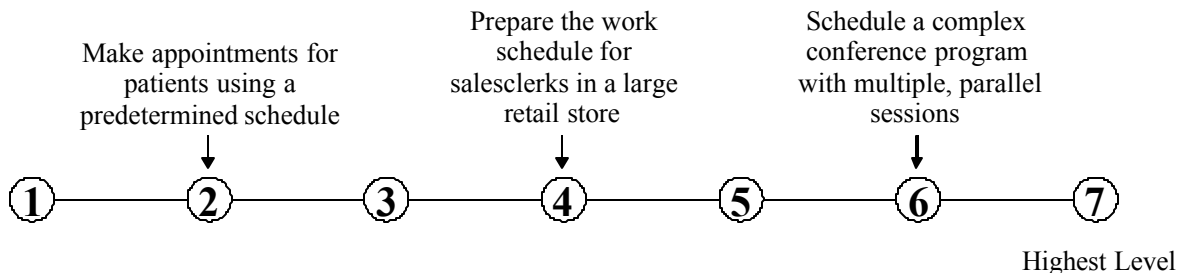 Make appointments for
patients using a
predetermined schedule
Prepare the work
schedule for
salesclerks in a large
retail store
Schedule a complex
conference program
with multiple, parallel
sessions
1 2 3 4 5 6 7
Highest Level